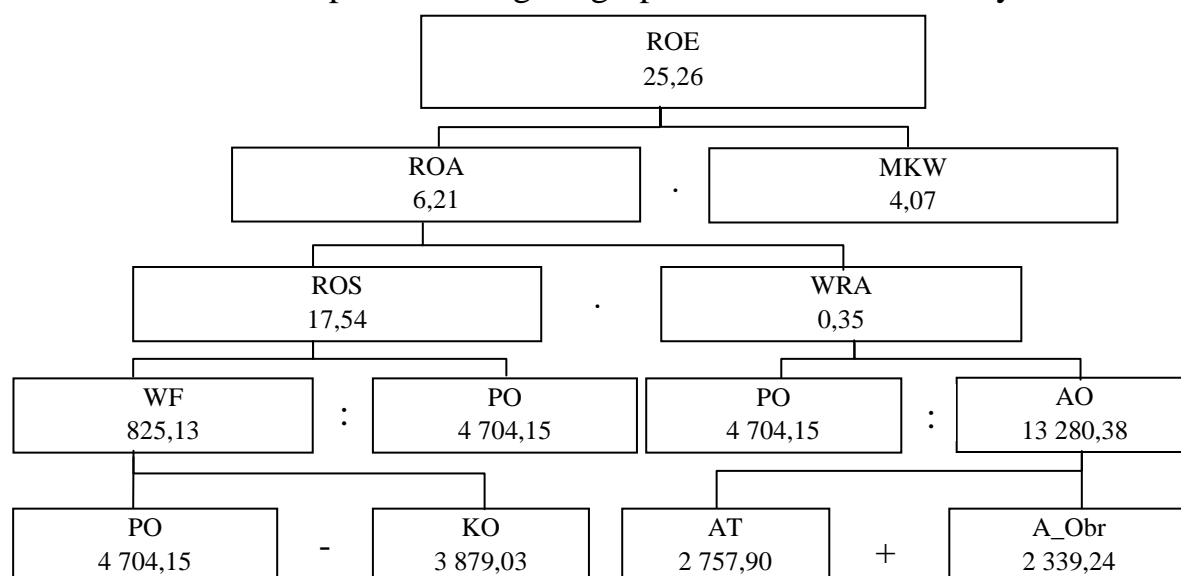 ROE
25,26
ROA
6,21
.
MKW
4,07
ROS
17,54
.
WRA
0,35
WF
825,13
:
PO
4 704,15
PO
4 704,15
:
AO
13 280,38
PO
4 704,15
-
KO
3 879,03
AT
2 757,90
+
A_Obr
2 339,24